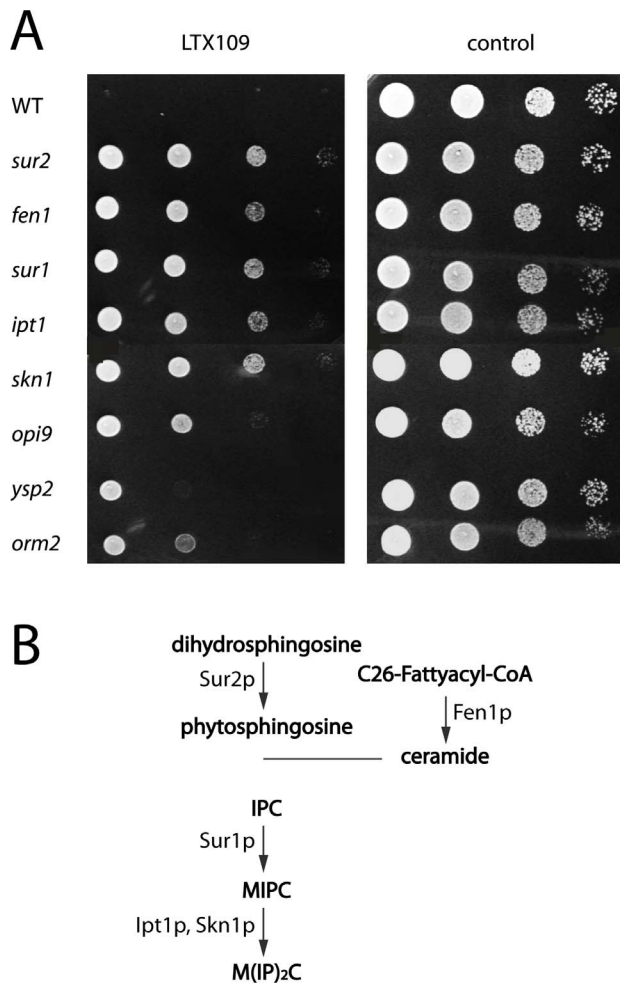 A
LTX109 control
WT
sur2
fen1
sur1
ipt1
skn1
opi9
ysp2
orm2
B
dihydrosphingosine
Sur2p
C26-Fattyacyl-CoA
phytosphingosine
Fen1p
ceramide
IPC
Sur1p
MIPC
Ipt1p, Skn1p
M(IP)₂C